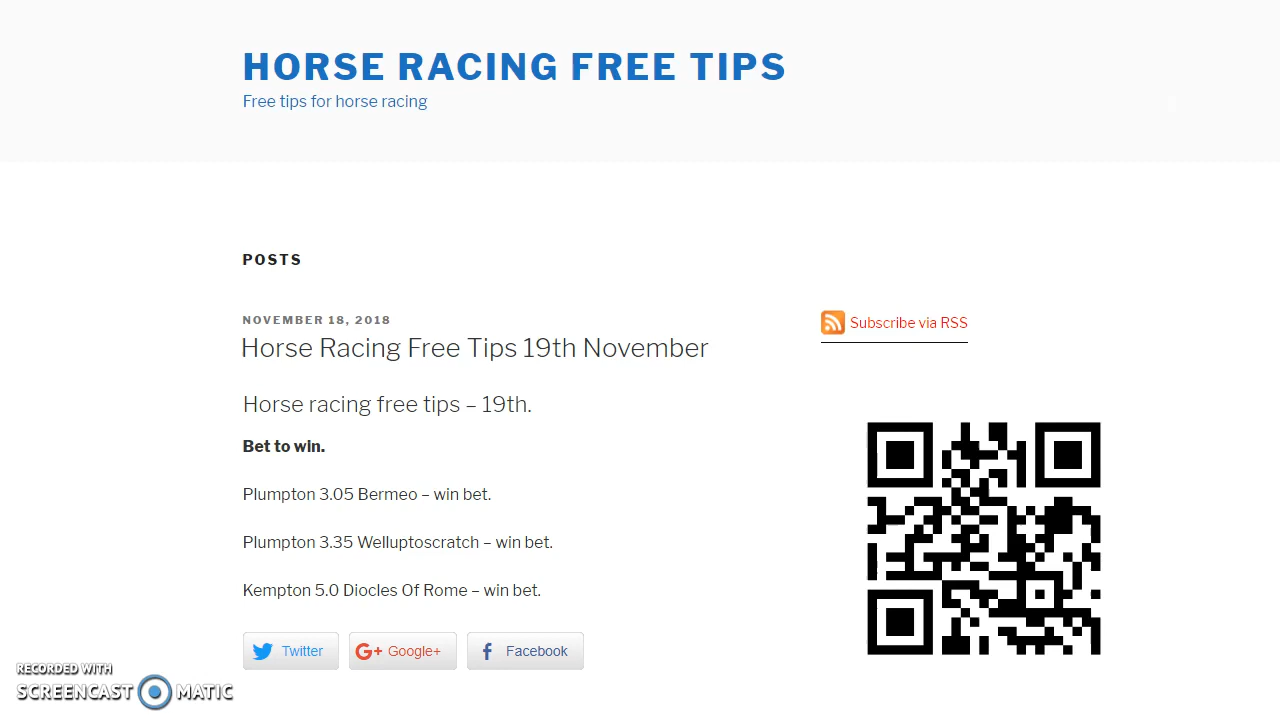 HORSE RACING FREE TIPS
Free tips for horse racing
POSTS
NOVEMBER 18, 2018
Horse Racing Free Tips 19th November
Subscribe via RSS
Horse racing free tips – 19th.
Bet to win.
Plumpton 3.05 Bermeo – win bet.
Plumpton 3.35 Welluptoscratch – win bet.
Kempton 5.0 Diocles Of Rome – win bet.
Twitter
G+ Google+
f Facebook
RECORDED WITH
SCREENCAST MATIC